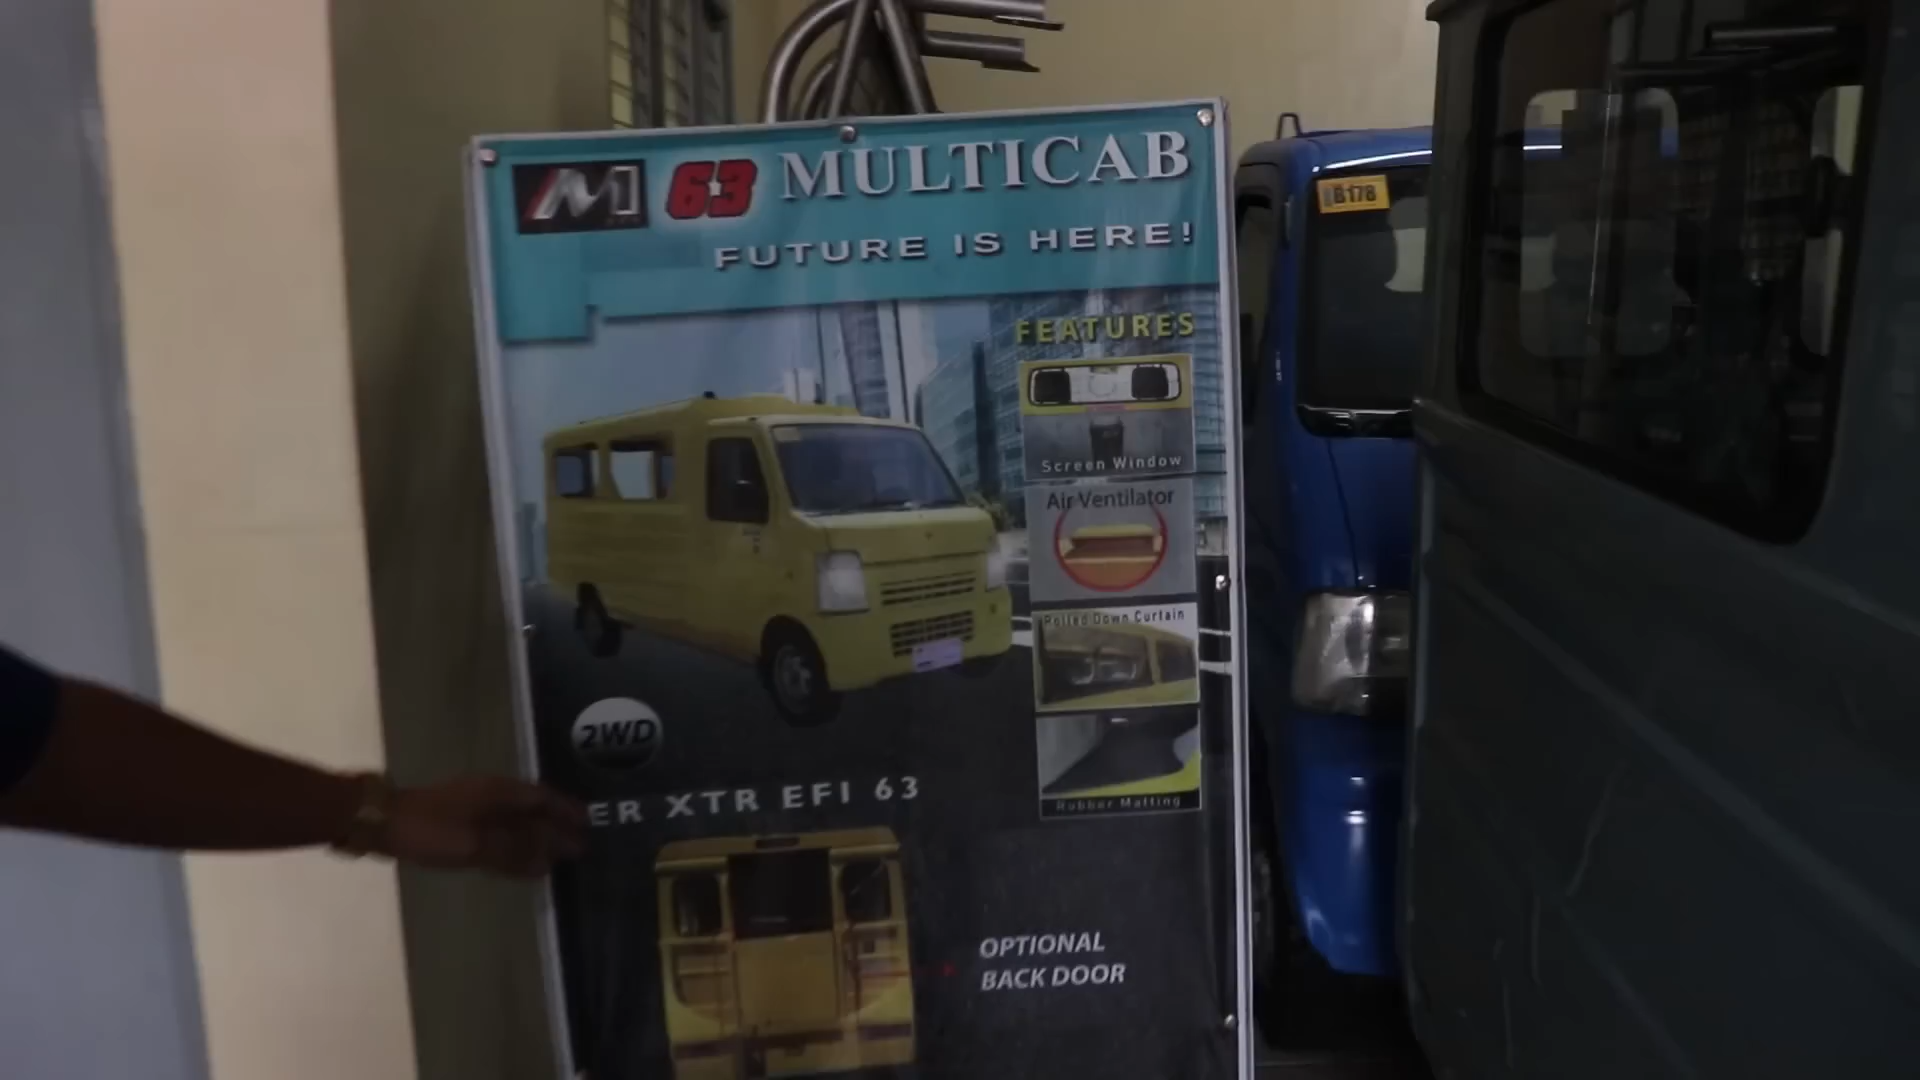 63 MULTICAB
FUTURE IS HERE!
FEATURES
Screen Window
Air Ventilator
Rolled Down Curtain
Rubber Matting
2WD
ER XTR EFI 63
OPTIONAL
BACK DOOR
B178